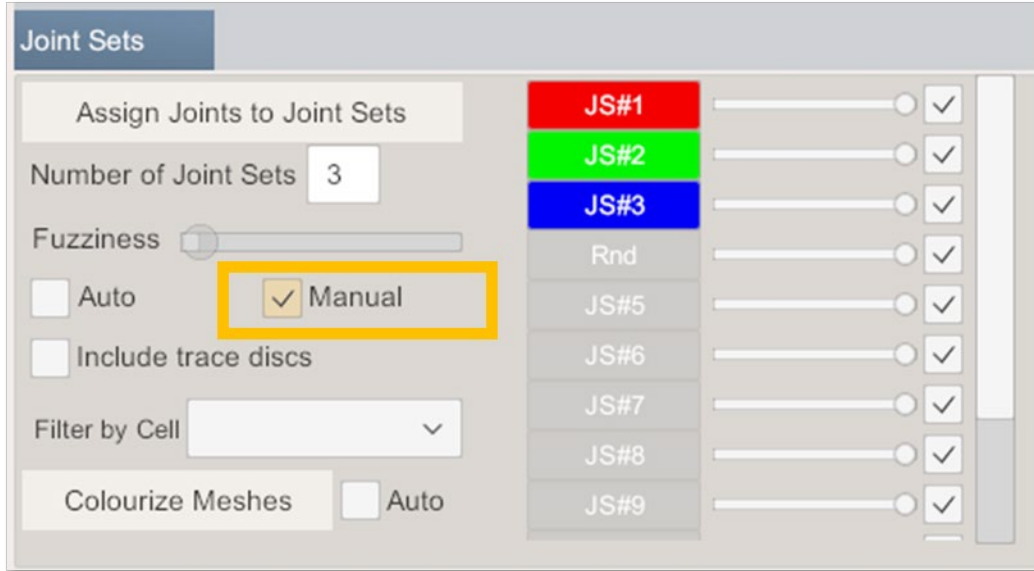 Joint Sets
Assign Joints to Joint Sets
Number of Joint Sets 3
Fuzziness
Auto
Manual
Include trace discs
Filter by Cell
Colourize Meshes
Auto
JS#1
JS#2
JS#3
Rnd
JS#5
JS#6
JS#7
JS#8
JS#9